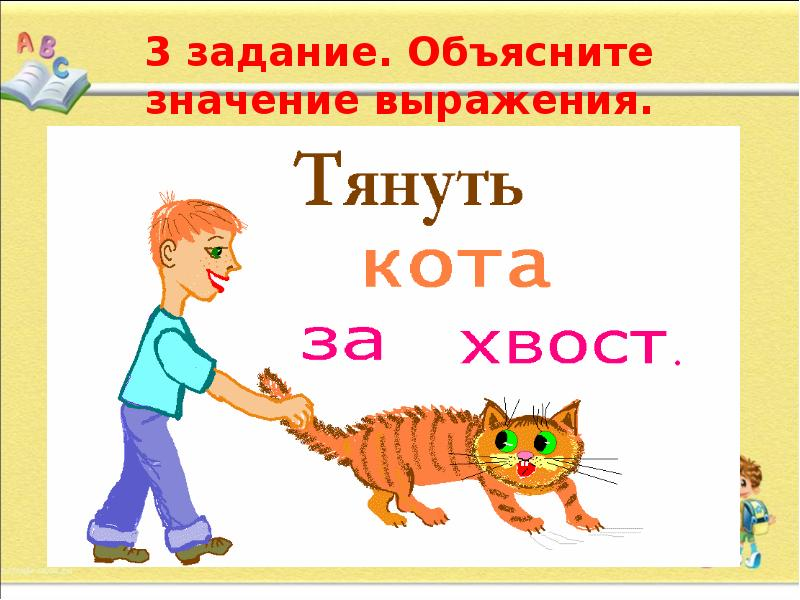 A B C
3 задание. Объясните
значение выражения.
Тянуть
кота
за хвост.